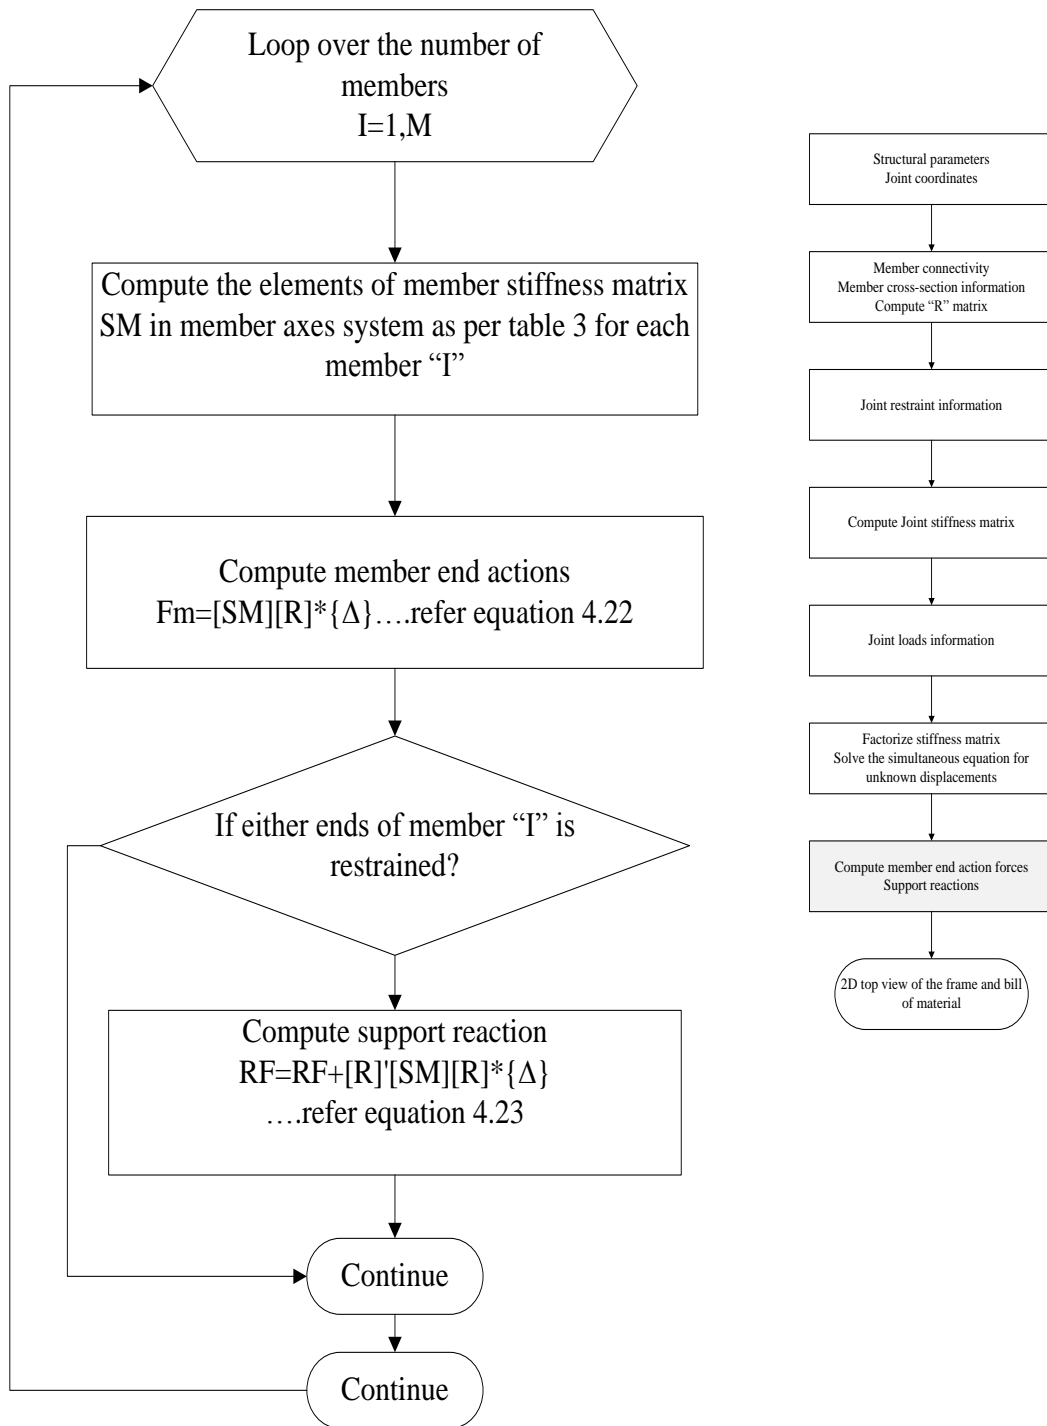 Loop over the number of
members
I=1,M
Compute the elements of member stiffness matrix
SM in member axes system as per table 3 for each
member “I”
Compute member end actions
Fm=[SM][R]*{Δ}….refer equation 4.22
If either ends of member “I” is
restrained?
Compute support reaction
RF=RF+[R]'[SM][R]*{Δ}
….refer equation 4.23
Continue
Continue
Structural parameters
Joint coordinates
Member connectivity
Member cross-section information
Compute “R” matrix
Joint restraint information
Compute Joint stiffness matrix
Joint loads information
Factorize stiffness matrix
Solve the simultaneous equation for
unknown displacements
Compute member end action forces
Support reactions
2D top view of the frame and bill
of material